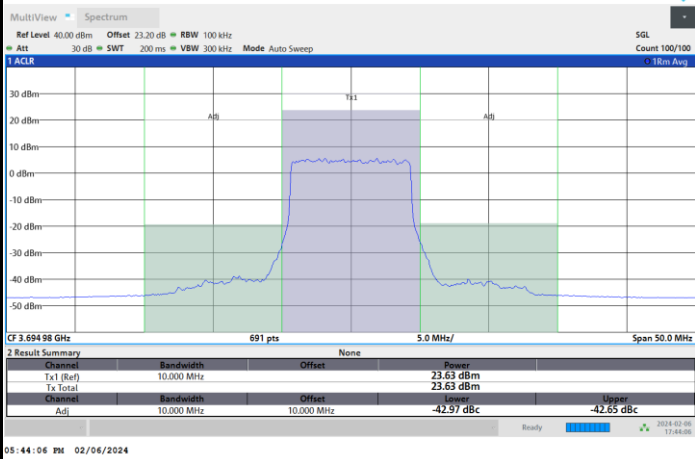 MultiView Spectrum
Ref Level 40.00 dBm Offset 23.20 dB RBW 100 kHz SGL
Att 30 dB SWT 200 ms VBW 300 kHz Mode Auto Sweep Count 100/100
1 ACLR 1Rm Avg
30 dBm
Tx1
20 dBm
Adj Adj
10 dBm
0 dBm
-10 dBm
-20 dBm
-30 dBm
-40 dBm
-50 dBm
CF 3.694 98 GHz 691 pts 5.0 MHz/ Span 50.0 MHz
2 Result Summary None
Channel Bandwidth Offset Power
Tx1 (Ref) 10.000 MHz 23.63 dBm
Tx Total 23.63 dBm
Channel Bandwidth Offset Lower Upper
Adj 10.000 MHz 10.000 MHz -42.97 dBc -42.65 dBc
Ready 2024-02-06
17:44:06
05:44:06 PM 02/06/2024